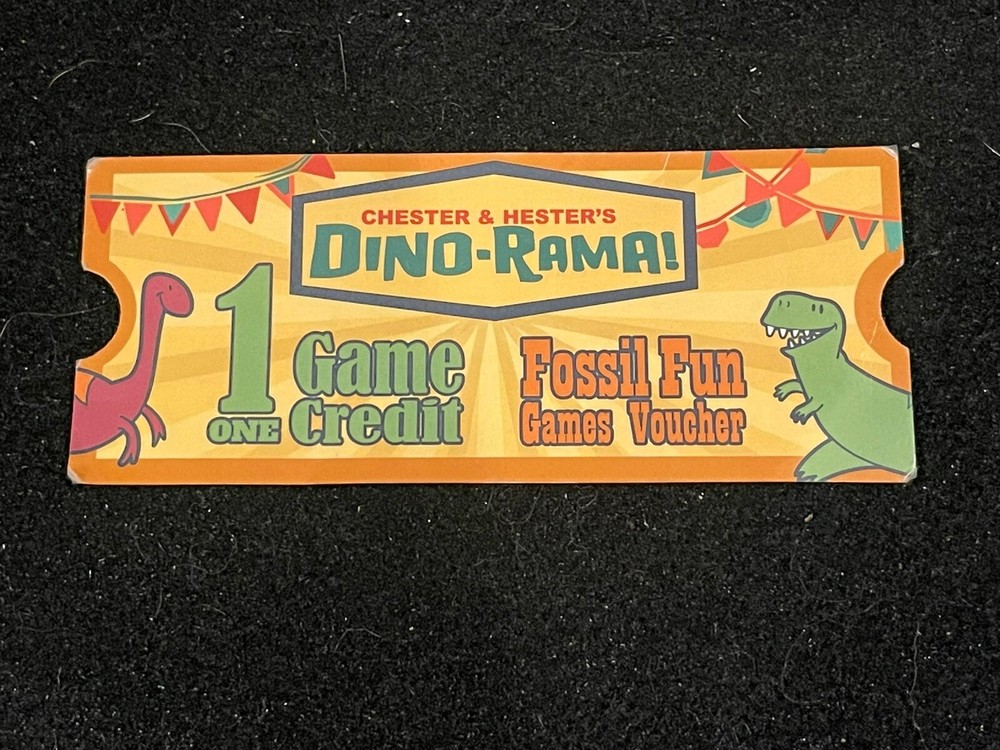 CHESTER & HESTER'S
DINO-RAMA!
1 Game
ONE Credit
Fossil Fun
Games Voucher